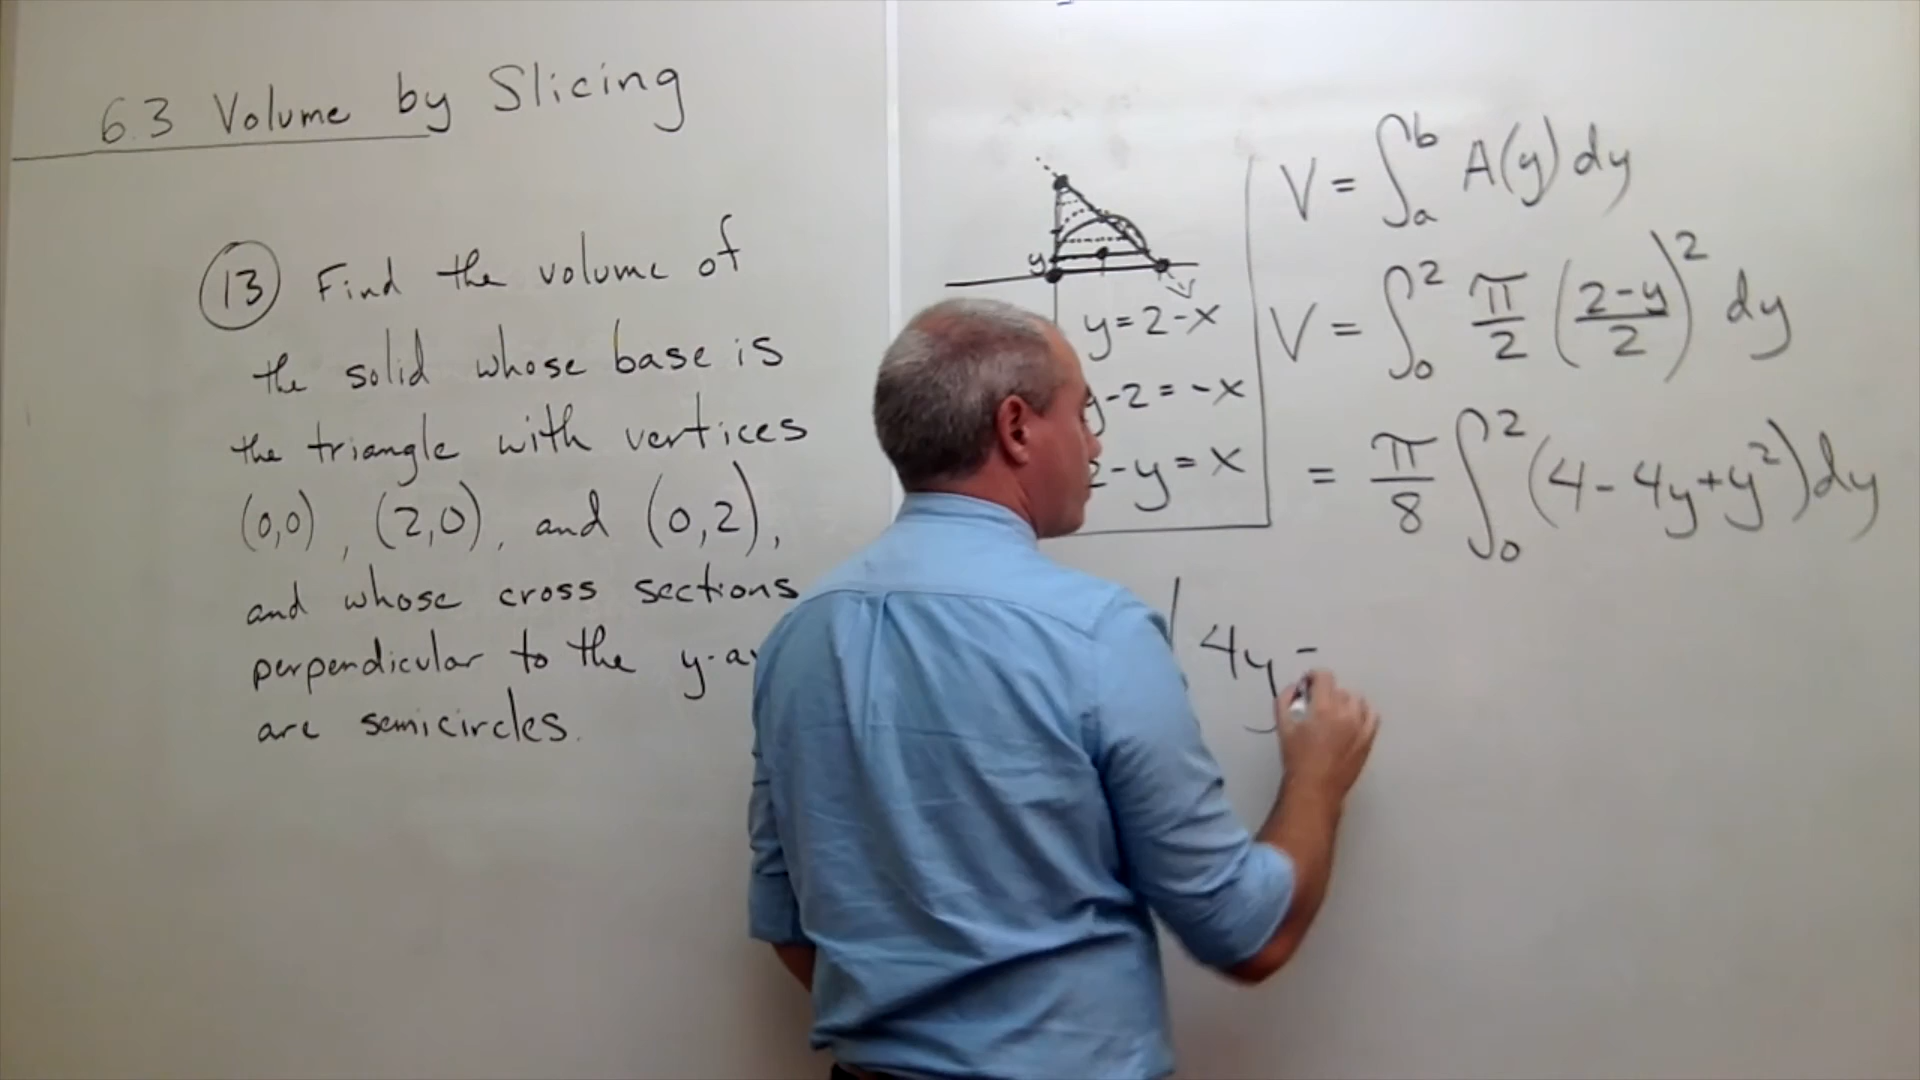 6.3 Volume by Slicing
13 Find the volume of
the solid whose base is
the triangle with vertices
(0,0), (2,0), and (0,2),
and whose cross sections
perpendicular to the y-a
are semicircles.
y
y=2-x
y-2=-x
2-y=x
V = ∫_a^b A(y) dy
V = ∫_0^2 π/2 ((2-y)/2)^2 dy
= π/8 ∫_0^2 (4-4y+y^2) dy
4y -